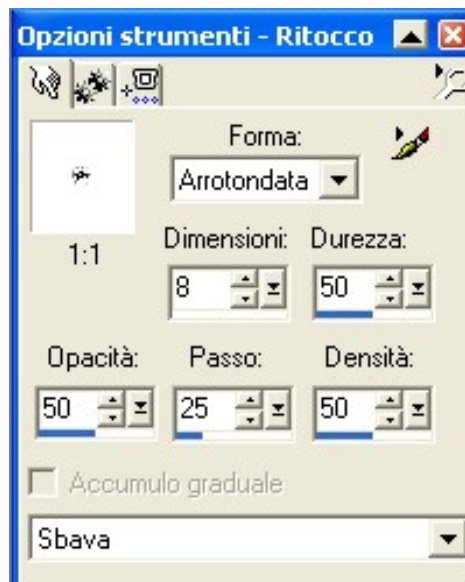 Opzioni strumenti - Ritocco
Forma:
Arrotondata
1:1
Dimensioni: Durezza:
8 50
Opacità: Passo: Densità:
50 25 50
Accumulo graduale
Sbava